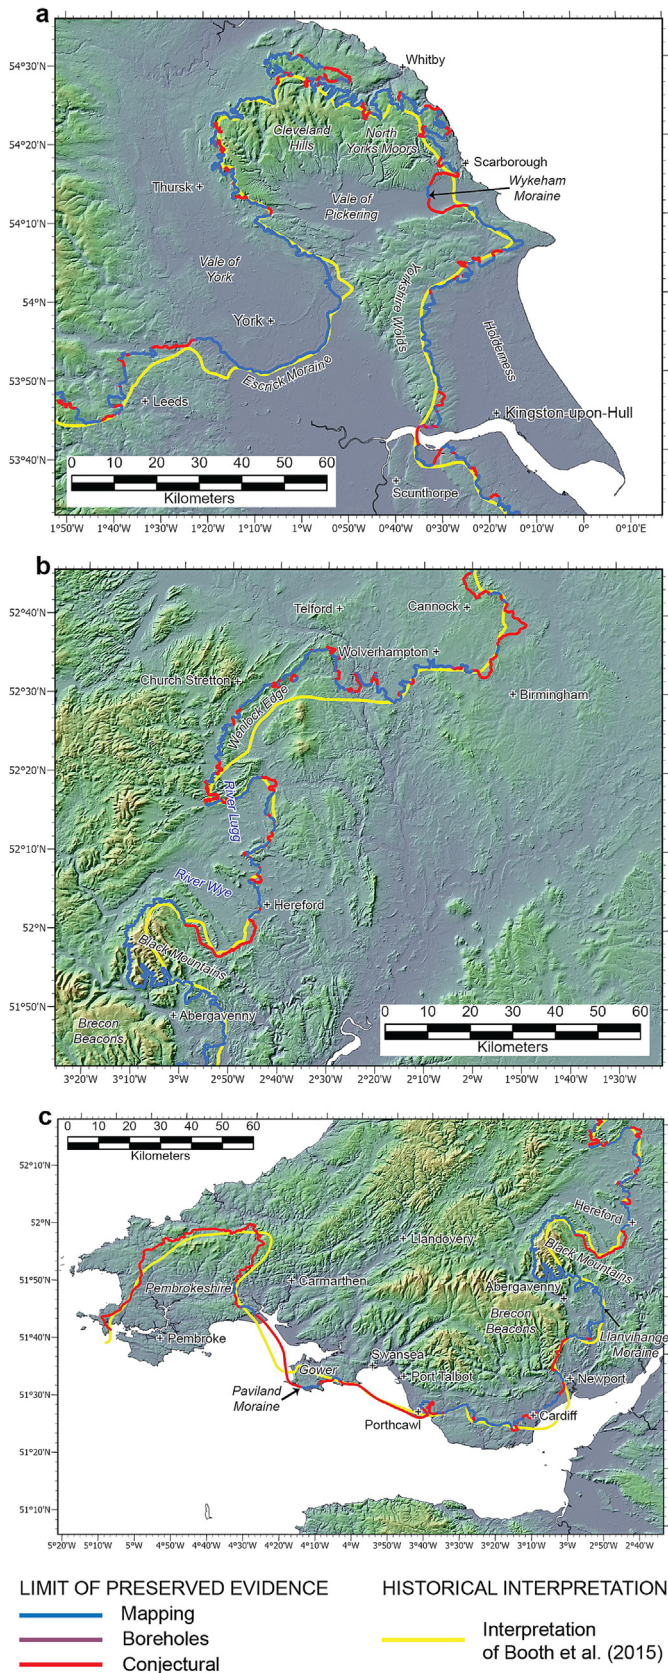 a
54°30'N
54°20'N
54°10'N
54°N
53°50'N
53°40'N
Whitby
Cleveland
Hills
North
Yorks Moors
Scarborough
Wykeham
Moraine
Thursk
Vale of
Pickering
Vale of
York
York
Yorkshire Wolds
Holderness
Escrick Moraine
Leeds
Kingston-upon-Hull
Scunthorpe
0 10 20 30 40 50 60
Kilometers
1°50'W 1°40'W 1°30'W 1°20'W 1°10'W 1°W 0°50'W 0°40'W 0°30'W 0°20'W 0°10'W 0° 0°10'E
b
52°40'N
52°30'N
52°20'N
52°10'N
52°N
51°50'N
Telford
Cannock
Wolverhampton
Church Stretton
Birmingham
Wenlock Edge
River Lugg
River Wye
Hereford
Black Mountains
Abergavenny
Brecon
Beacons
0 10 20 30 40 50 60
Kilometers
3°20'W 3°10'W 3°W 2°50'W 2°40'W 2°30'W 2°20'W 2°10'W 2°W 1°50'W 1°40'W 1°30'W
c
0 10 20 30 40 50 60
Kilometers
52°10'N
52°N
51°50'N
51°40'N
51°30'N
51°20'N
51°10'N
Hereford
Llandovery
Black Mountains
Carmarthen
Pembrokeshire
Abergavenny
Brecon
Beacons
Llanvihangel
Moraine
Pembroke
Swansea
Gower
Port Talbot
Newport
Paviland
Moraine
Porthcawl
Cardiff
5°20'W 5°10'W 5°W 4°50'W 4°40'W 4°30'W 4°20'W 4°10'W 4°W 3°50'W 3°40'W 3°30'W 3°20'W 3°10'W 3°W 2°50'W 2°40'W
LIMIT OF PRESERVED EVIDENCE
Mapping
Boreholes
Conjectural
HISTORICAL INTERPRETATION
Interpretation
of Booth et al. (2015)